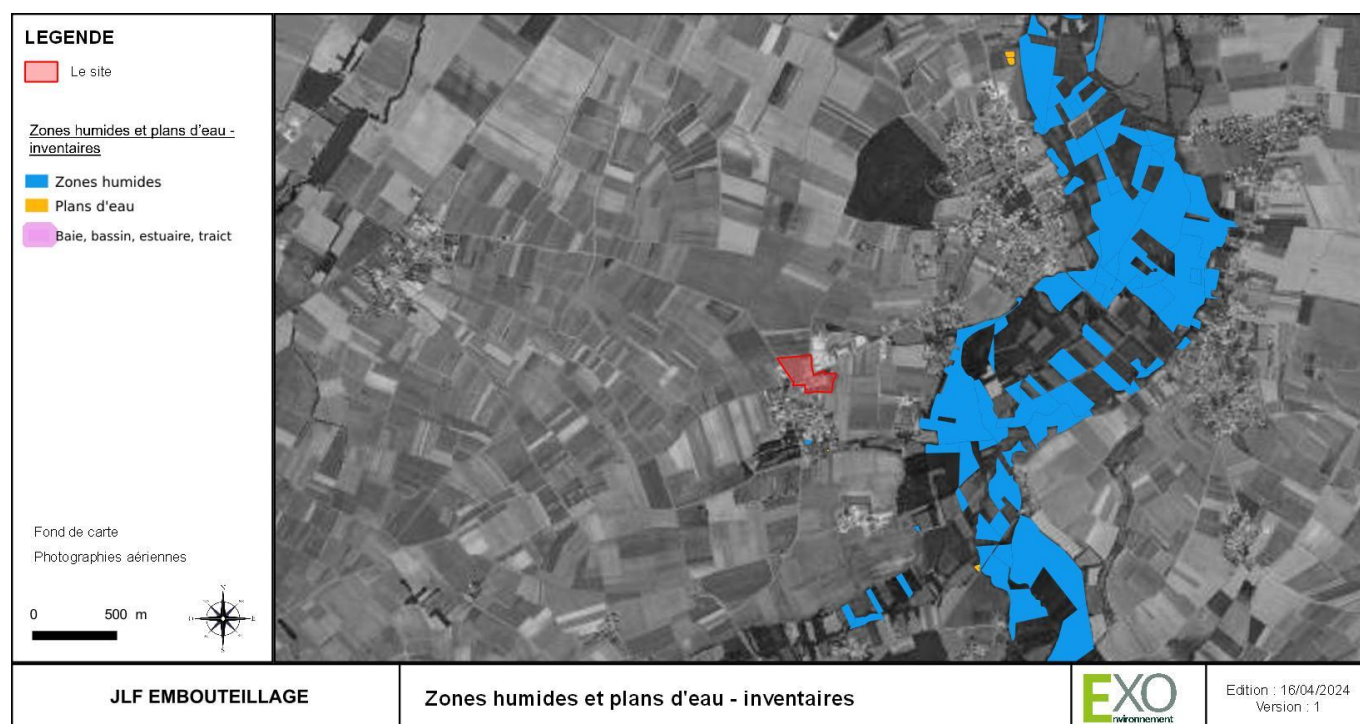 LEGENDE
Le site
Zones humides et plans d'eau -
inventaires
Zones humides
Plans d'eau
Baie, bassin, estuaire, traict
Fond de carte
Photographies aériennes
0 500 m
N
O E
S
JLF EMBOUTEILLAGE
Zones humides et plans d'eau - inventaires
EXO
nvironnement
Edition : 16/04/2024
Version : 1